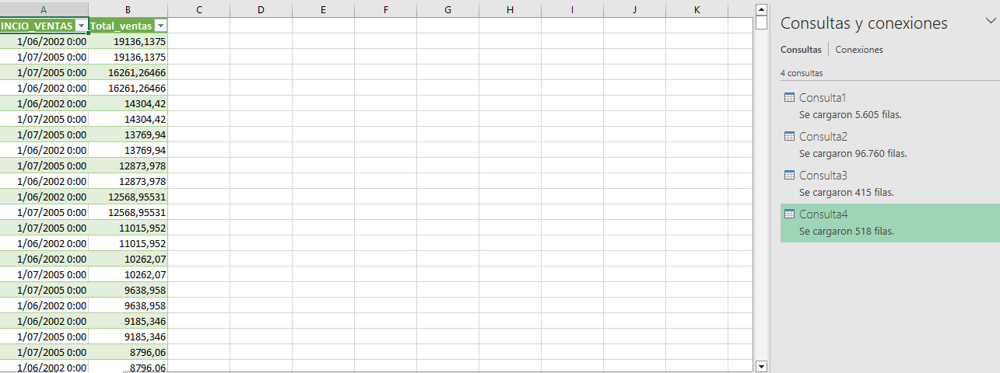 A B C D E F G H I J K
INCIO_VENTAS Total_ventas
1/06/2002 0:00 19136,1375
1/07/2005 0:00 19136,1375
1/07/2005 0:00 16261,26466
1/06/2002 0:00 16261,26466
1/06/2002 0:00 14304,42
1/07/2005 0:00 14304,42
1/07/2005 0:00 13769,94
1/06/2002 0:00 13769,94
1/07/2005 0:00 12873,978
1/06/2002 0:00 12873,978
1/06/2002 0:00 12568,95531
1/07/2005 0:00 12568,95531
1/07/2005 0:00 11015,952
1/06/2002 0:00 11015,952
1/06/2002 0:00 10262,07
1/07/2005 0:00 10262,07
1/07/2005 0:00 9638,958
1/06/2002 0:00 9638,958
1/06/2002 0:00 9185,346
1/07/2005 0:00 9185,346
1/07/2005 0:00 8796,06
1/06/2002 0:00 8796,06
Consultas y conexiones
Consultas Conexiones
4 consultas
Consulta1
Se cargaron 5.605 filas.
Consulta2
Se cargaron 96.760 filas.
Consulta3
Se cargaron 415 filas.
Consulta4
Se cargaron 518 filas.